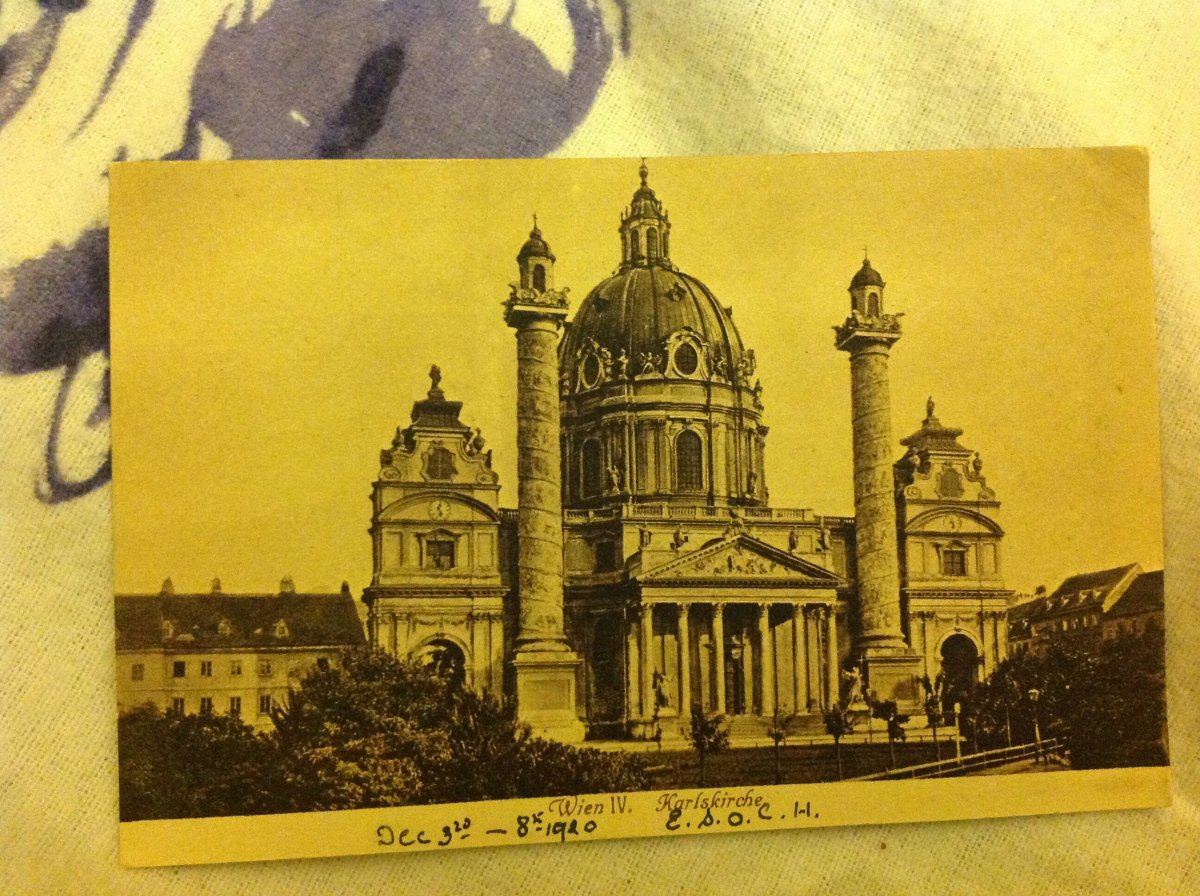 Wien IV. Karlskirche
Dec 3rd – 8th 1920 E. S. O. C. H.